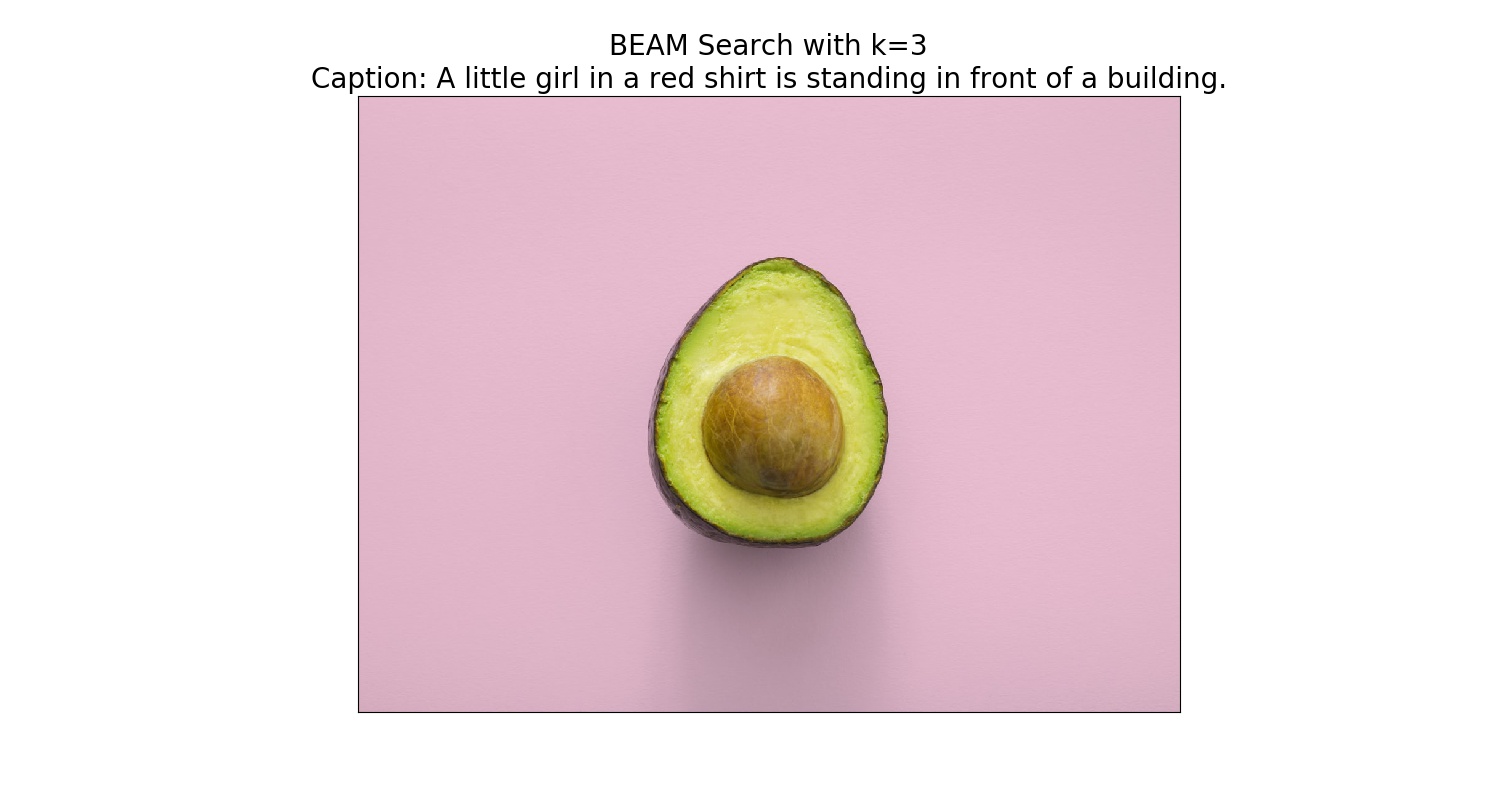 BEAM Search with k=3
Caption: A little girl in a red shirt is standing in front of a building.